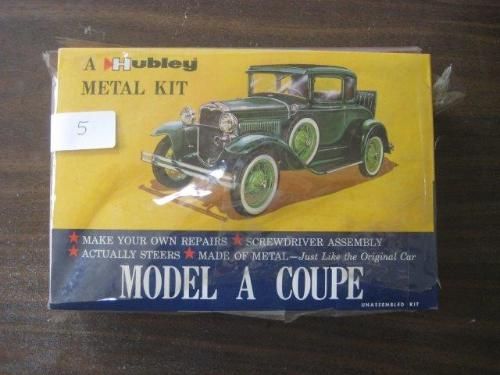 A Hubley
METAL KIT
5
★ MAKE YOUR OWN REPAIRS ★ SCREWDRIVER ASSEMBLY
★ ACTUALLY STEERS ★ MADE OF METAL—Just Like the Original Car
MODEL A COUPE
UNASSEMBLED KIT